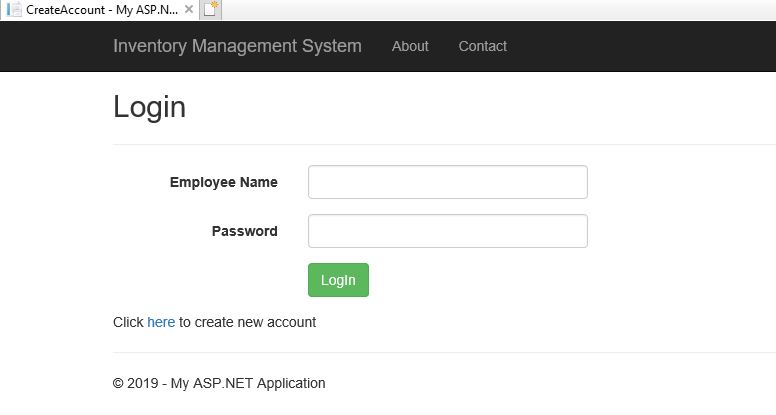 CreateAccount - My ASP.N...
Inventory Management System About Contact
Login
Employee Name
Password
LogIn
Click here to create new account
© 2019 - My ASP.NET Application